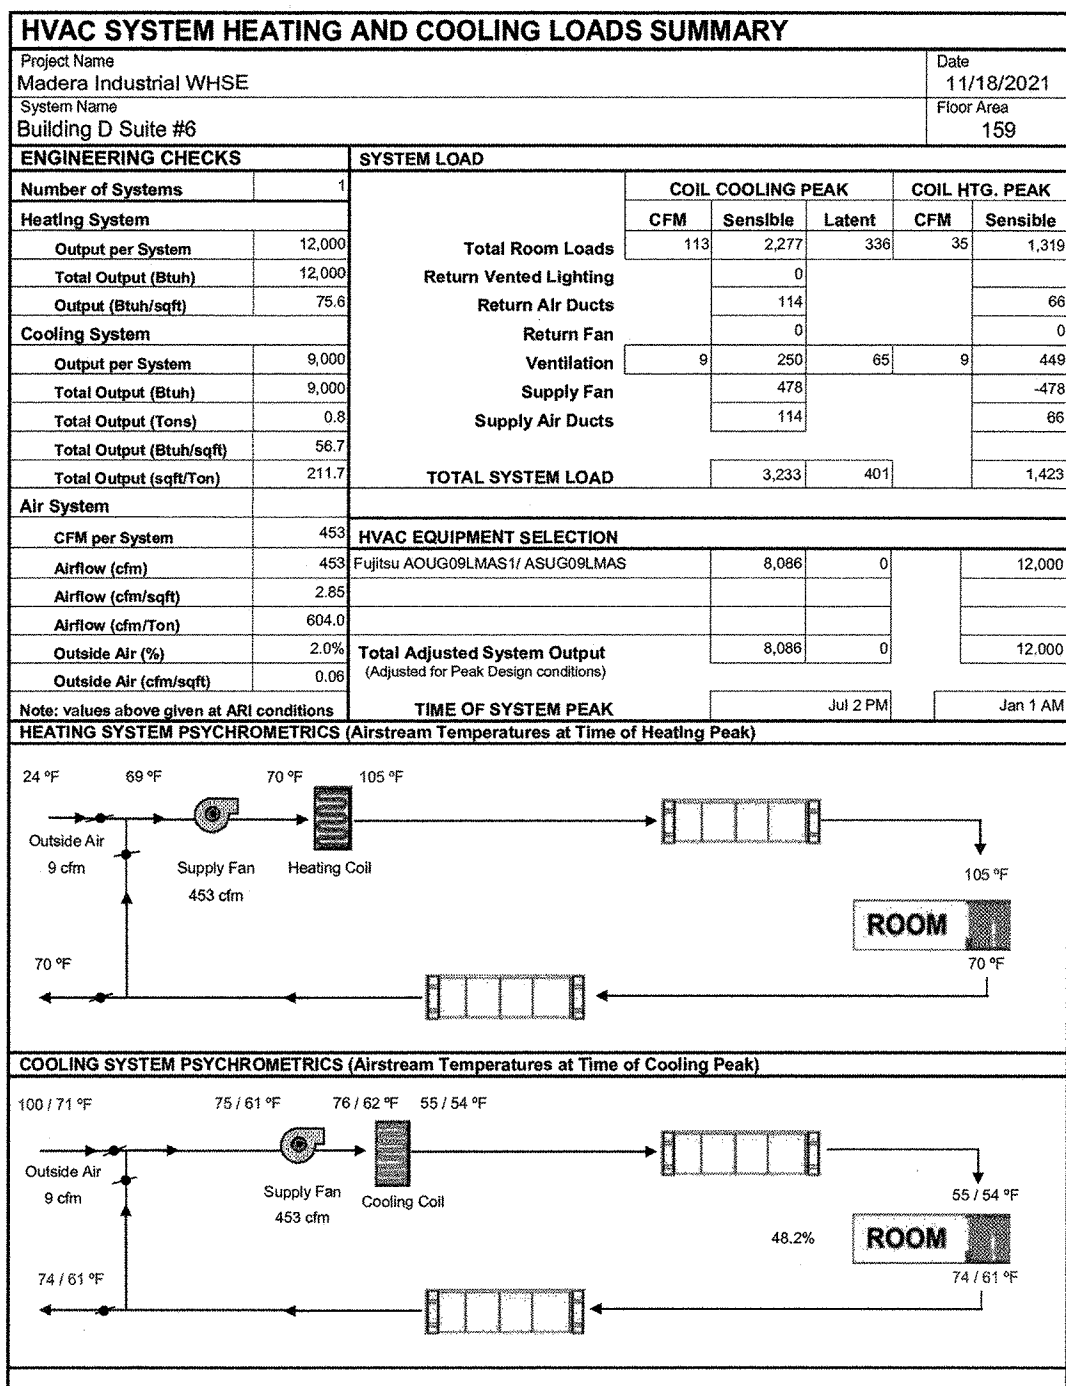 HVAC SYSTEM HEATING AND COOLING LOADS SUMMARY
Project Name
Madera Industrial WHSE
Date
11/18/2021
System Name
Building D Suite #6
Floor Area
159
ENGINEERING CHECKS
Number of Systems 1
Heating System
Output per System 12,000
Total Output (Btuh) 12,000
Output (Btuh/sqft) 75.6
Cooling System
Output per System 9,000
Total Output (Btuh) 9,000
Total Output (Tons) 0.8
Total Output (Btuh/sqft) 56.7
Total Output (sqft/Ton) 211.7
Air System
CFM per System 453
Airflow (cfm) 453
Airflow (cfm/sqft) 2.85
Airflow (cfm/Ton) 604.0
Outside Air (%) 2.0%
Outside Air (cfm/sqft) 0.06
Note: values above given at ARI conditions
SYSTEM LOAD
COIL COOLING PEAK COIL HTG. PEAK
CFM Sensible Latent CFM Sensible
Total Room Loads 113 2,277 336 35 1,319
Return Vented Lighting 0
Return Air Ducts 114 66
Return Fan 0 0
Ventilation 9 250 65 9 449
Supply Fan 478 -478
Supply Air Ducts 114 66
TOTAL SYSTEM LOAD 3,233 401 1,423
HVAC EQUIPMENT SELECTION
Fujitsu AOUG09LMAS1/ ASUG09LMAS 8,086 0 12,000
Total Adjusted System Output 8,086 0 12.000
(Adjusted for Peak Design conditions)
TIME OF SYSTEM PEAK Jul 2 PM Jan 1 AM
HEATING SYSTEM PSYCHROMETRICS (Airstream Temperatures at Time of Heating Peak)
24 ºF 69 ºF 70 ºF 105 ºF
Outside Air
9 cfm
Supply Fan
453 cfm
Heating Coil
105 ºF
ROOM
70 ºF
70 ºF
COOLING SYSTEM PSYCHROMETRICS (Airstream Temperatures at Time of Cooling Peak)
100 / 71 ºF 75 / 61 ºF 76 / 62 ºF 55 / 54 ºF
Outside Air
9 cfm
Supply Fan
453 cfm
Cooling Coil
55 / 54 ºF
48.2%
ROOM
74 / 61 ºF
74 / 61 ºF